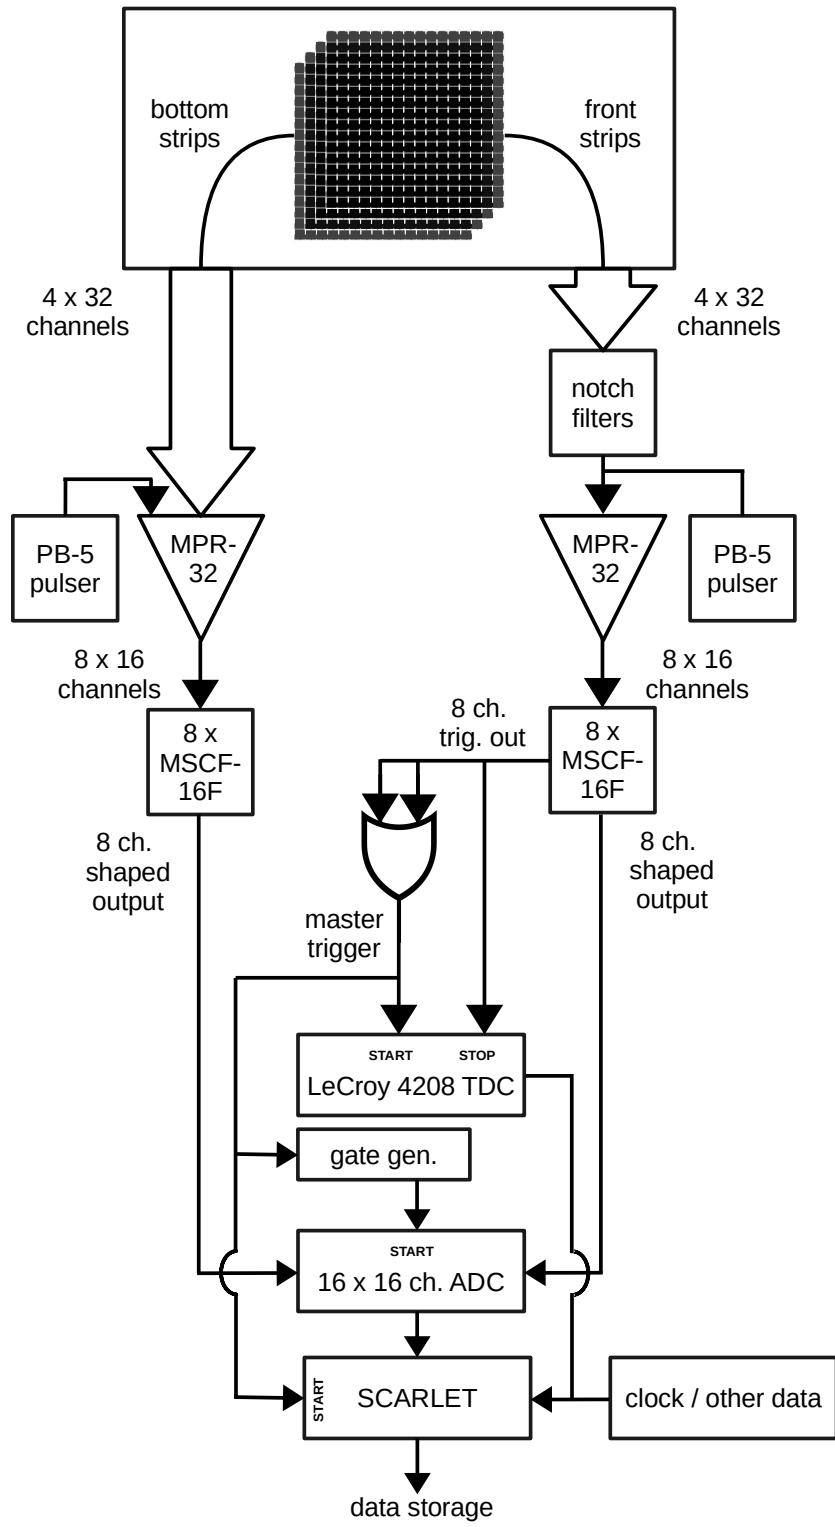 bottom
strips
front
strips
4 x 32
channels
4 x 32
channels
notch
filters
PB-5
pulser
MPR-
32
MPR-
32
PB-5
pulser
8 x 16
channels
8 x 16
channels
8 x
MSCF-
16F
8 ch.
trig. out
8 x
MSCF-
16F
8 ch.
shaped
output
8 ch.
shaped
output
master
trigger
START STOP
LeCroy 4208 TDC
gate gen.
START
16 x 16 ch. ADC
START
SCARLET
clock / other data
data storage